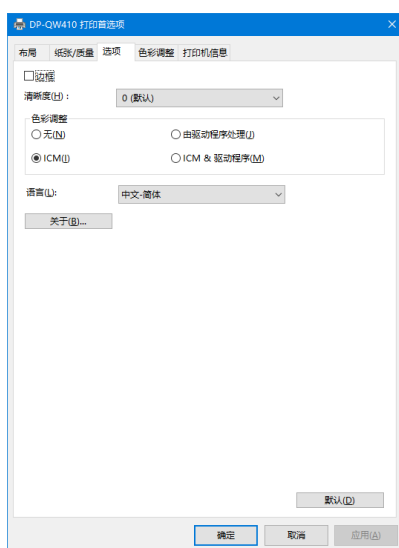 DP-QW410 打印首选项
布局 纸张/质量 选项 色彩调整 打印机信息
边框
清晰度(H)： 0 (默认)
色彩调整
无(N) 由驱动程序处理(J)
ICM(I) ICM & 驱动程序(M)
语言(L): 中文-简体
关于(B)...
默认(D)
确定 取消 应用(A)